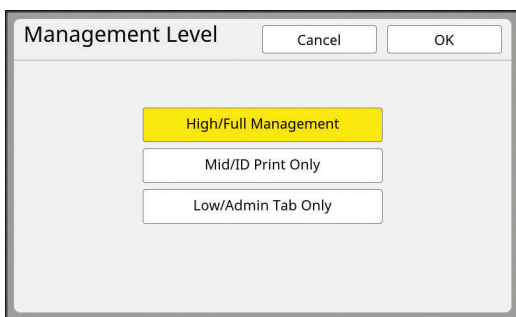 Management Level
Cancel
OK
High/Full Management
Mid/ID Print Only
Low/Admin Tab Only